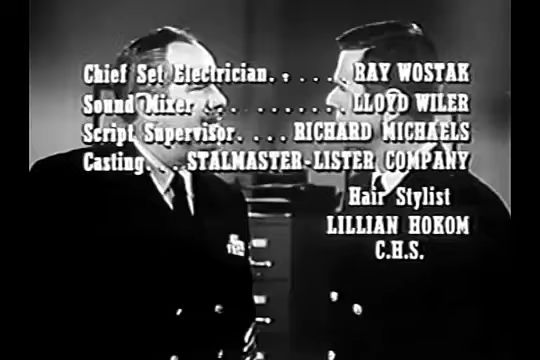 Chief Set Electrician. . . . . . RAY WOSTAK
Sound Mixer . . . . . . . . . . LLOYD WILER
Script Supervisor. . . . RICHARD MICHAELS
Casting. . . STALMASTER-LISTER COMPANY
Hair Stylist
LILLIAN HOKOM
C.H.S.